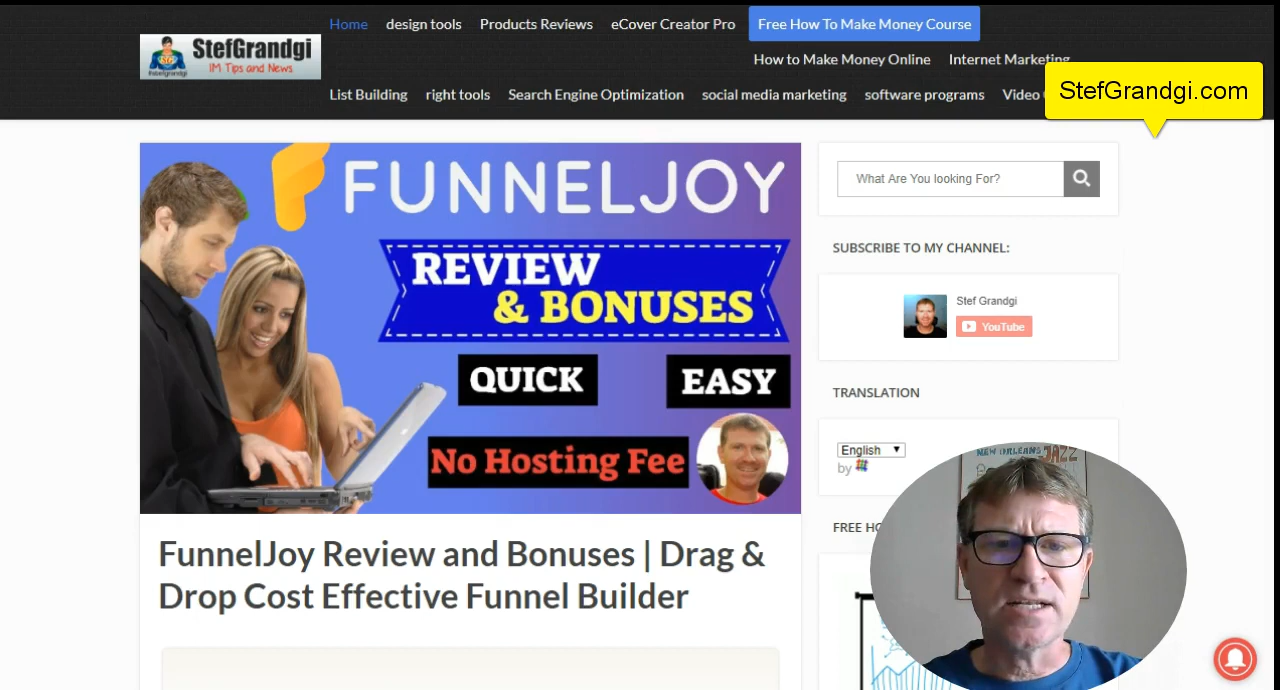 Home design tools Products Reviews eCover Creator Pro Free How To Make Money Course
StefGrandgi
IM Tips and News
How to Make Money Online Internet Marketing
List Building right tools Search Engine Optimization social media marketing software programs Video
StefGrandgi.com
FUNNELJOY
REVIEW
& BONUSES
QUICK EASY
No Hosting Fee
FunnelJoy Review and Bonuses | Drag &
Drop Cost Effective Funnel Builder
What Are You looking For?
SUBSCRIBE TO MY CHANNEL:
Stef Grandgi
YouTube
TRANSLATION
English
by
NEW ORLEANS JAZZ
FREE